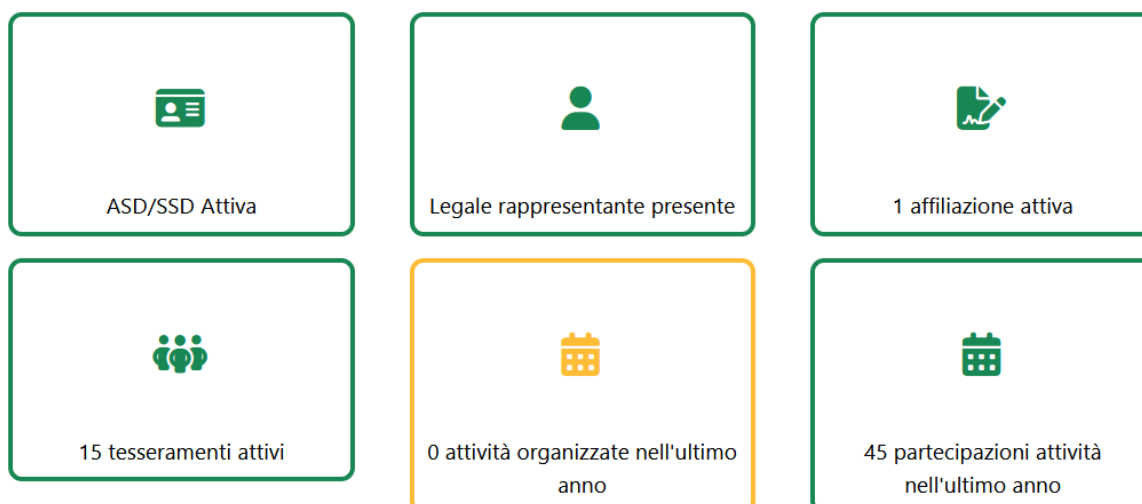 ASD/SSD Attiva
Legale rappresentante presente
1 affiliazione attiva
15 tesseramenti attivi
0 attività organizzate nell'ultimo
anno
45 partecipazioni attività
nell'ultimo anno